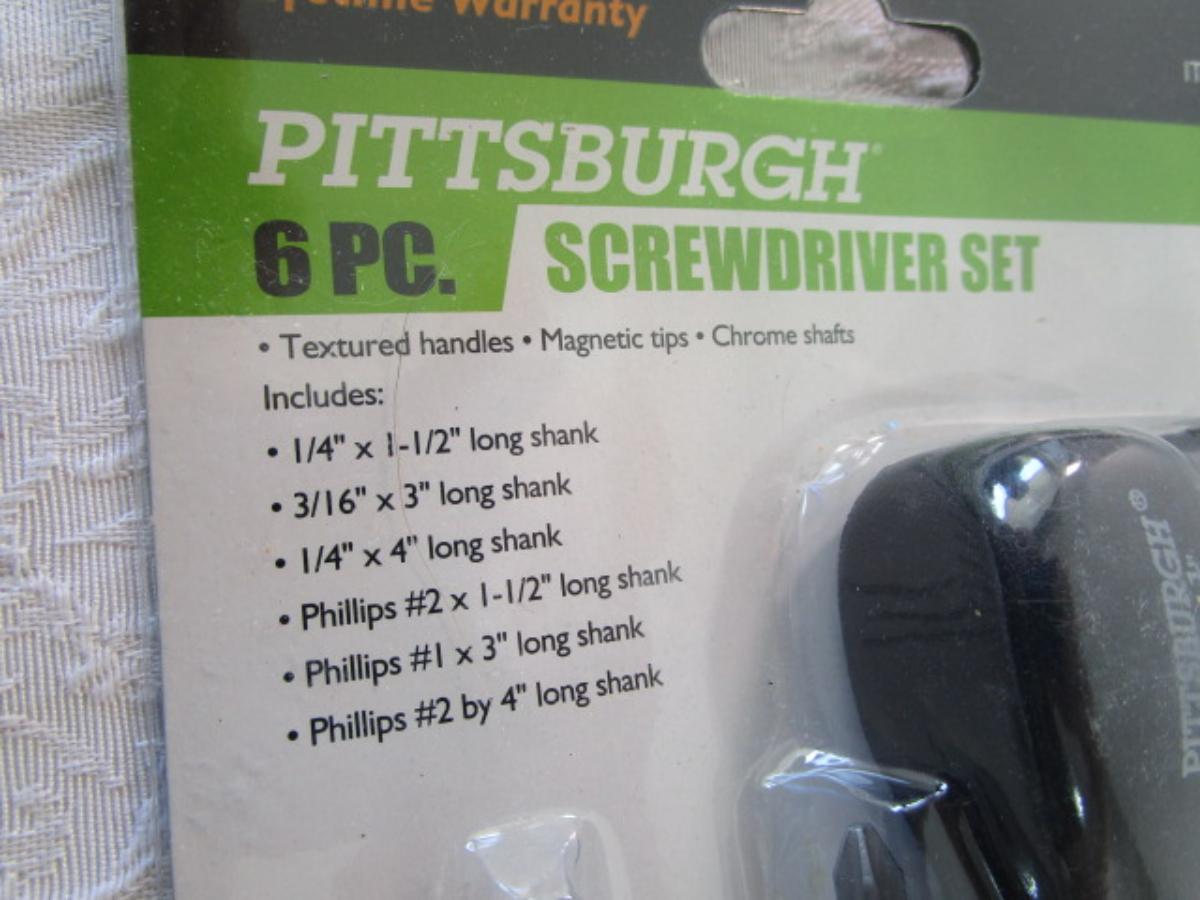 Warranty
PITTSBURGH®
6 PC. SCREWDRIVER SET
• Textured handles • Magnetic tips • Chrome shafts
Includes:
• 1/4" x 1-1/2" long shank
• 3/16" x 3" long shank
• 1/4" x 4" long shank
• Phillips #2 x 1-1/2" long shank
• Phillips #1 x 3" long shank
• Phillips #2 by 4" long shank
PITTSBURGH®